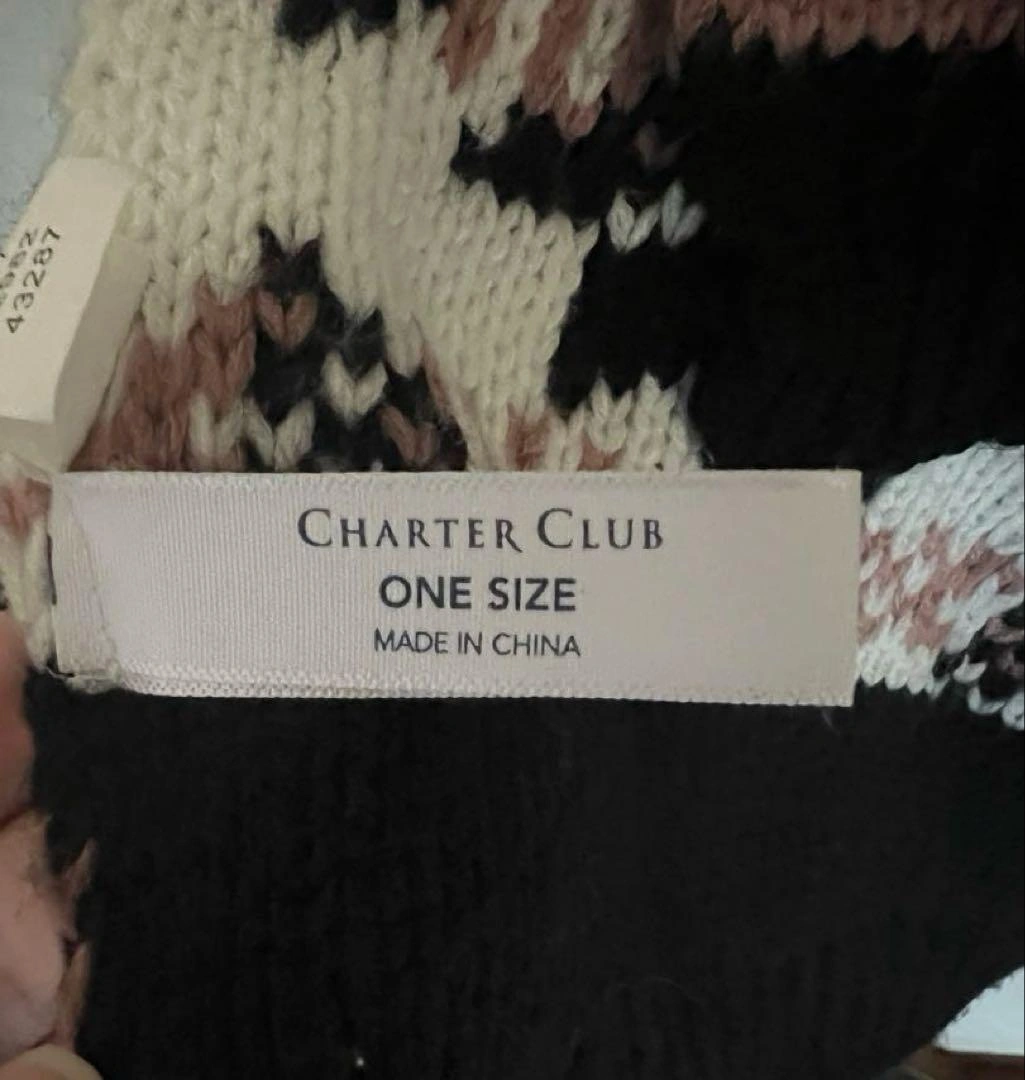 43287
CHARTER CLUB
ONE SIZE
MADE IN CHINA